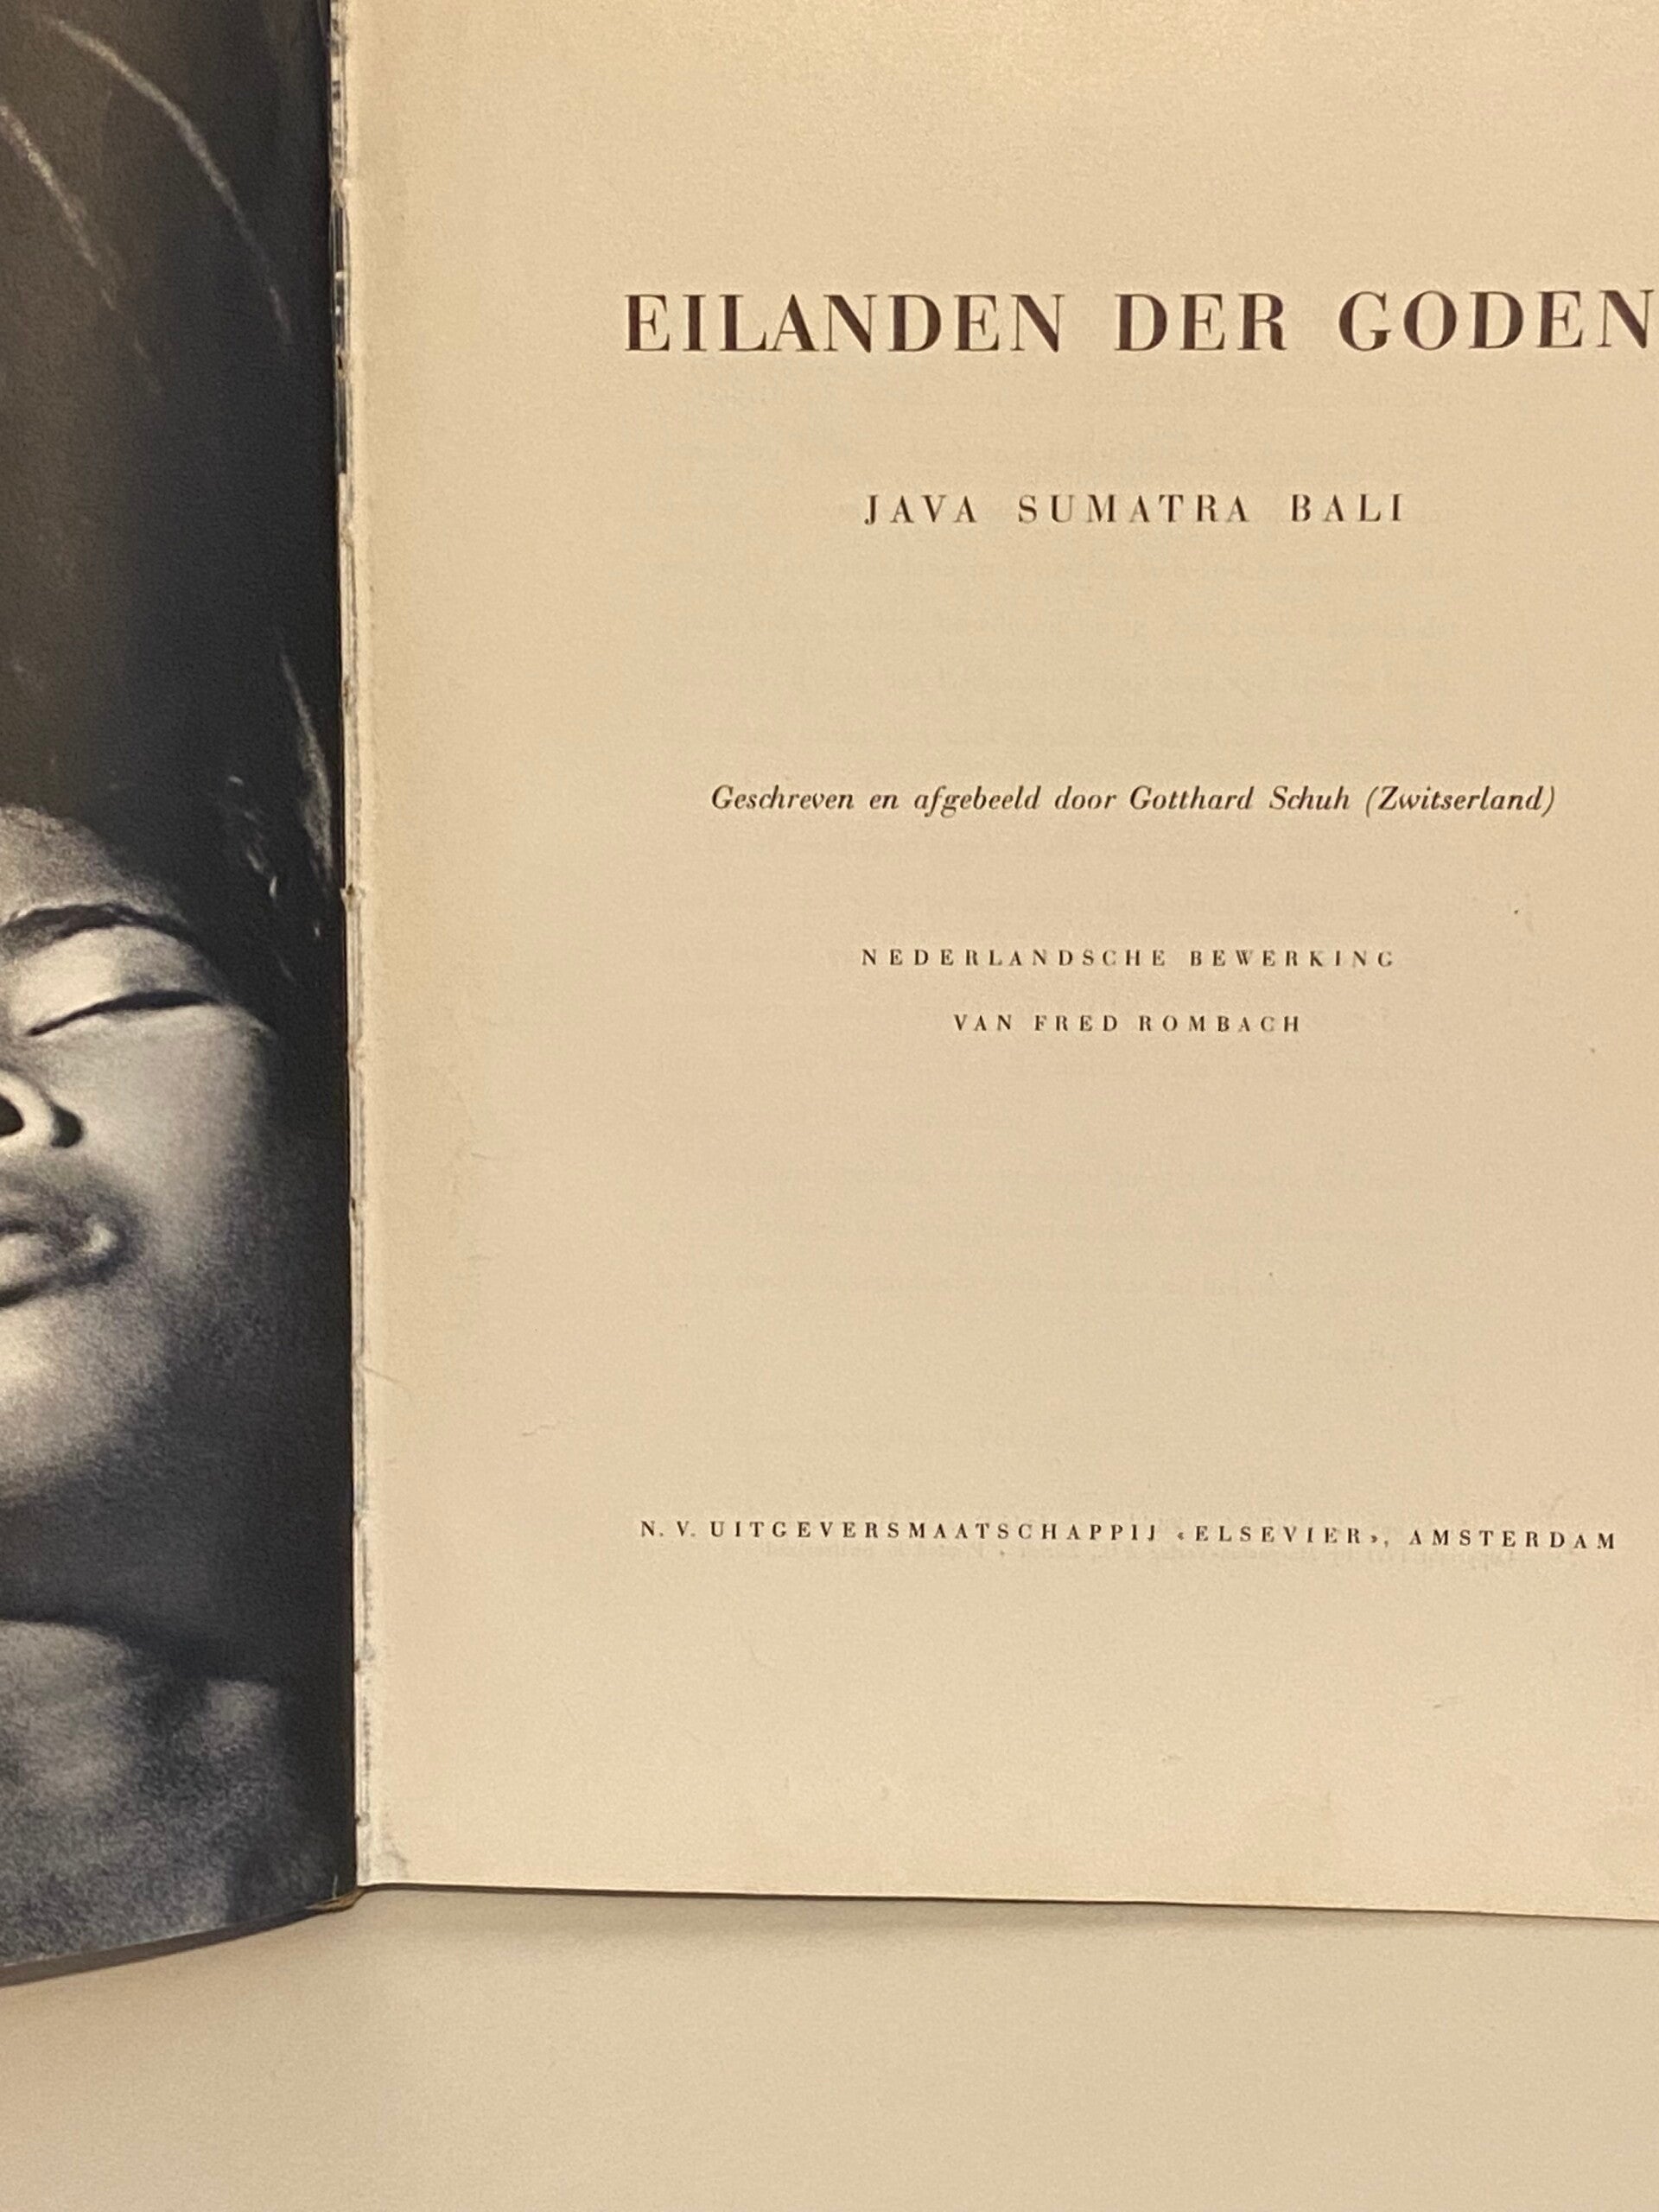 EILANDEN DER GODEN
JAVA SUMATRA BALI
Geschreven en afgebeeld door Gotthard Schuh (Zwitserland)
NEDERLANDSCHE BEWERKING
VAN FRED ROMBACH
N. V. UITGEVERSMAATSCHAPPIJ «ELSEVIER», AMSTERDAM